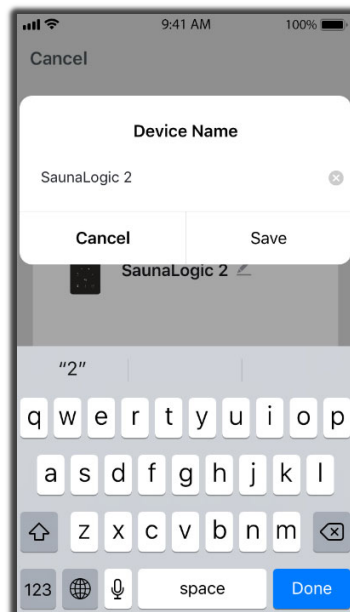 9:41 AM 100%
Cancel
Device Name
SaunaLogic 2
Cancel Save
SaunaLogic 2
“2”
q w e r t y u i o p
a s d f g h j k l
z x c v b n m
123 space Done